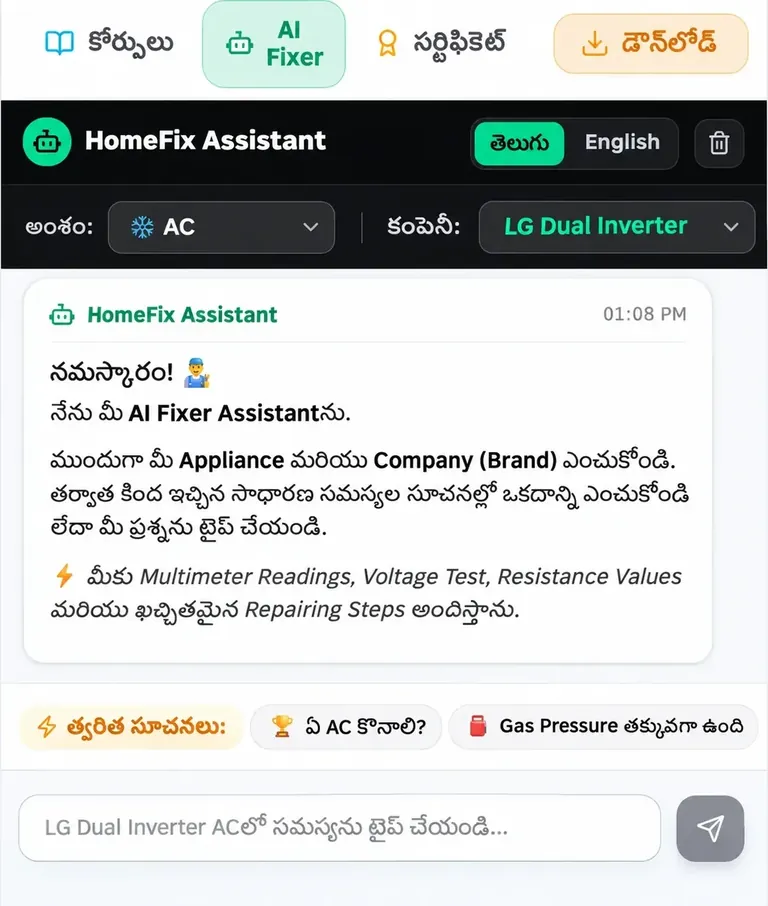 కోర్పులు
AI Fixer
సర్టిఫికెట్
డౌన్‌లోడ్
HomeFix Assistant
తెలుగు
English
అంశం:
AC
కంపెనీ:
LG Dual Inverter
HomeFix Assistant
01:08 PM
నమస్కారం!
నేను మీ AI Fixer Assistantను.
ముందుగా మీ Appliance మరియు Company (Brand) ఎంచుకోండి.
తర్వాత కింద ఇచ్చిన సాధారణ సమస్యల సూచనల్లో ఒకదాన్ని ఎంచుకోండి
లేదా మీ ప్రశ్నను టైప్ చేయండి.
మీకు Multimeter Readings, Voltage Test, Resistance Values
మరియు ఖచ్చితమైన Repairing Steps అందిస్తాను.
త్వరిత సూచనలు:
ఏ AC కొనాలి?
Gas Pressure తక్కువగా ఉంది
LG Dual Inverter ACలో సమస్యను టైప్ చేయండి...